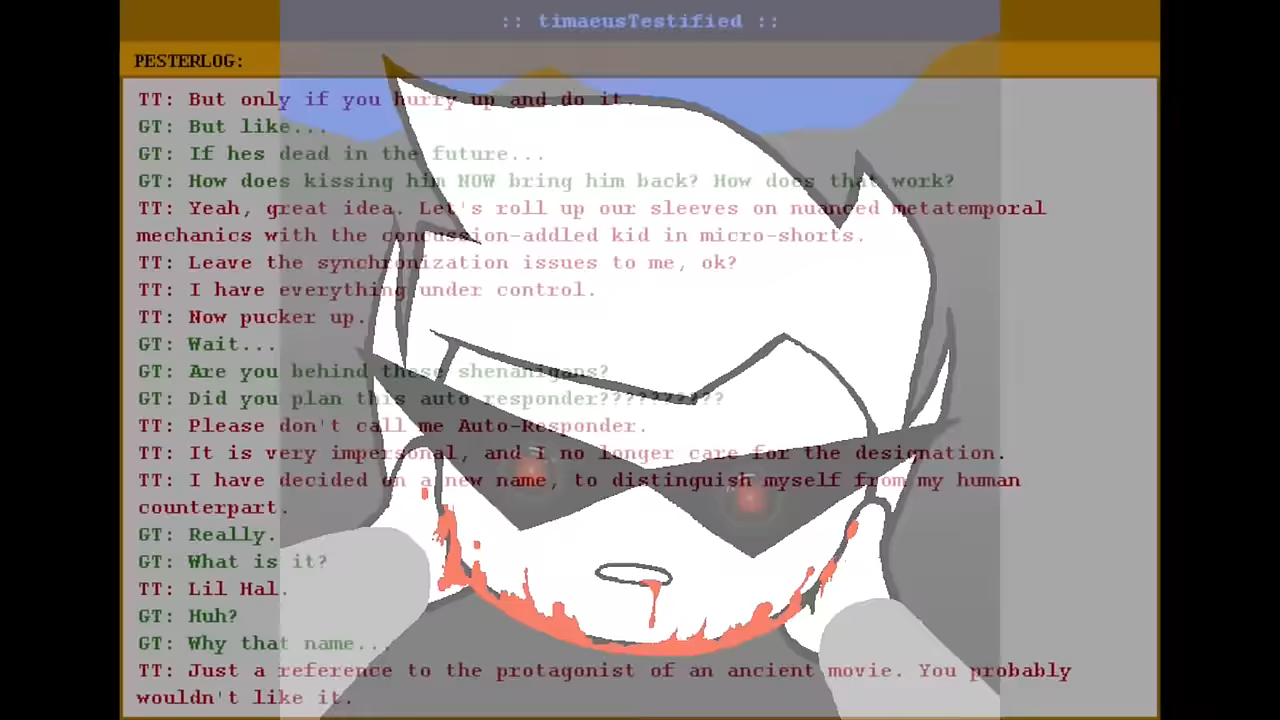 :: timaeusTestified ::
PESTERLOG:
TT: But only if you hurry up and do it.
GT: But like...
GT: If hes dead in the future...
GT: How does kissing him NOW bring him back? How does that work?
TT: Yeah, great idea. Let's roll up our sleeves on nuanced metatemporal
mechanics with the concussion-addled kid in micro-shorts.
TT: Leave the synchronization issues to me, ok?
TT: I have everything under control.
TT: Now pucker up.
GT: Wait...
GT: Are you behind these shenanigans?
GT: Did you plan this auto responder??????????
TT: Please don't call me Auto-Responder.
TT: It is very impersonal, and I no longer care for the designation.
TT: I have decided on a new name, to distinguish myself from my human
counterpart.
GT: Really.
GT: What is it?
TT: Lil Hal.
GT: Huh?
GT: Why that name...
TT: Just a reference to the protagonist of an ancient movie. You probably
wouldn't like it.